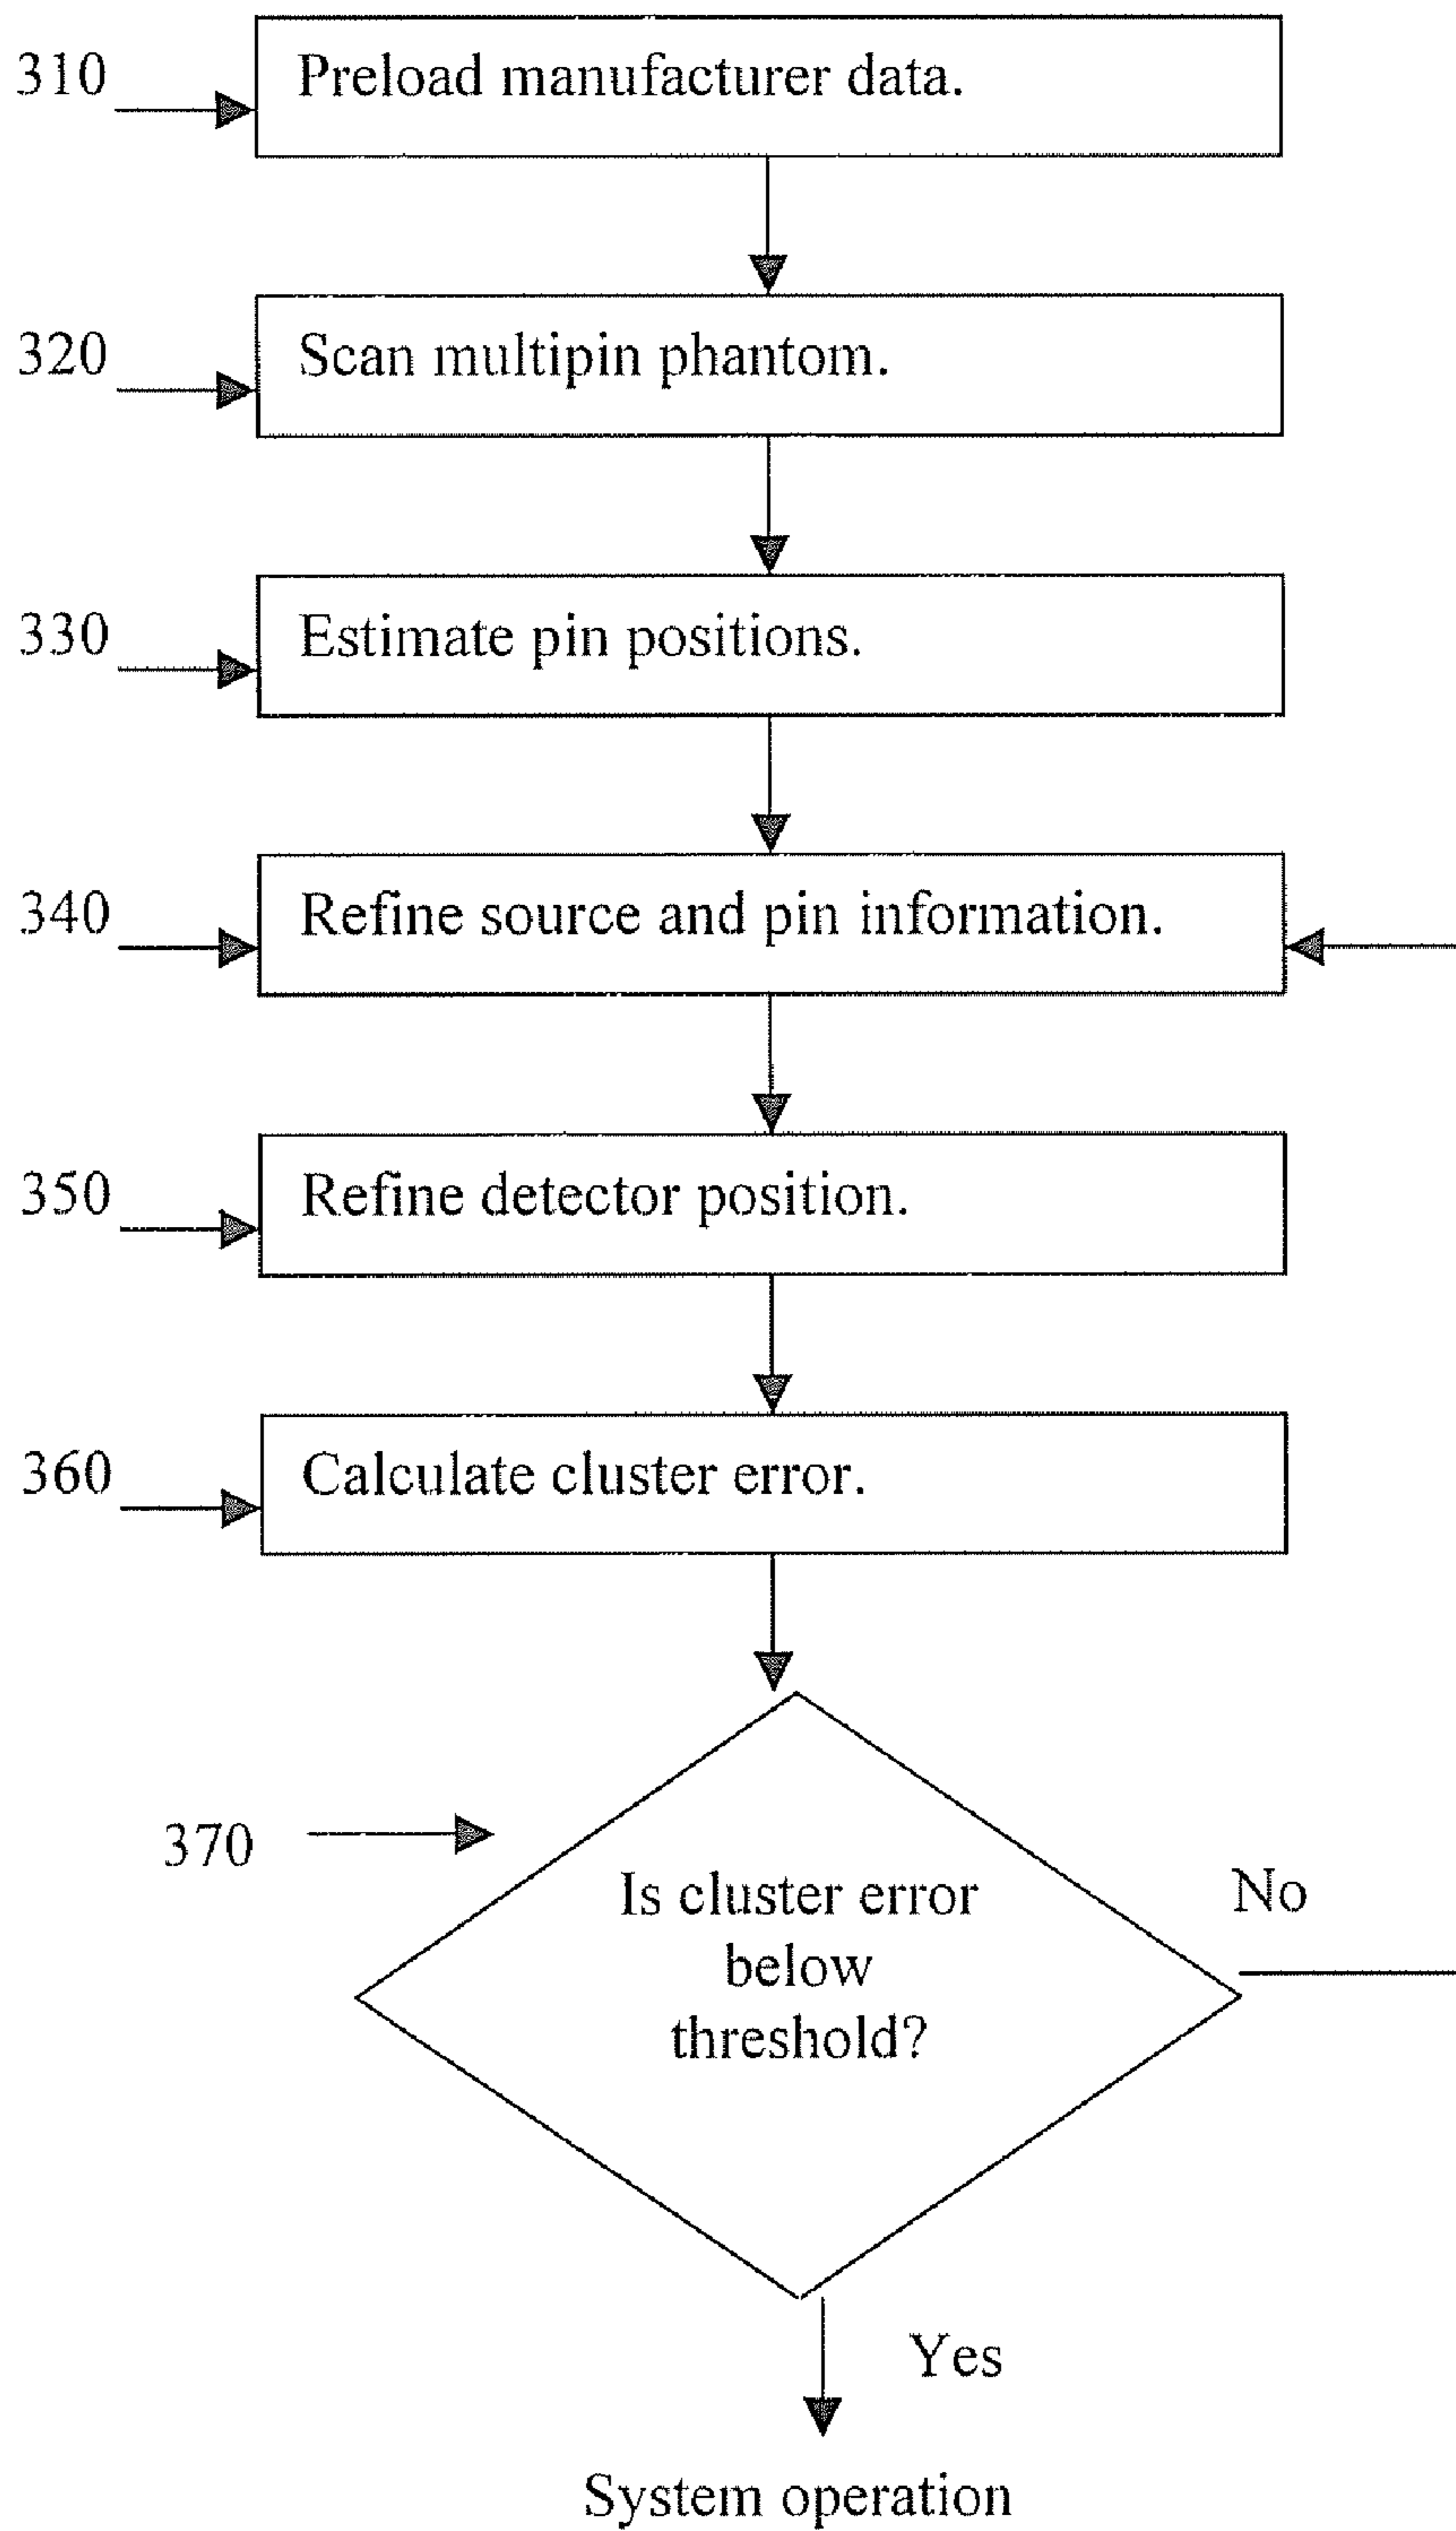 310
Preload manufacturer data.
320
Scan multipin phantom.
330
Estimate pin positions.
340
Refine source and pin information.
350
Refine detector position.
360
Calculate cluster error.
370
Is cluster error
below
threshold?
No
Yes
System operation